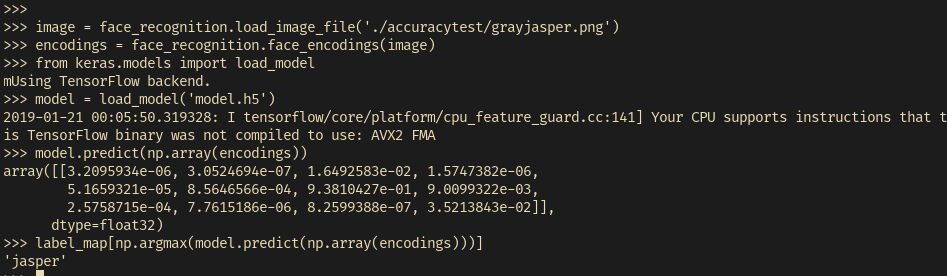 >>>
>>> image = face_recognition.load_image_file('./accuracytest/grayjasper.png')
>>> encodings = face_recognition.face_encodings(image)
>>> from keras.models import load_model
mUsing TensorFlow backend.
>>> model = load_model('model.h5')
2019-01-21 00:05:50.319328: I tensorflow/core/platform/cpu_feature_guard.cc:141] Your CPU supports instructions that t
is TensorFlow binary was not compiled to use: AVX2 FMA
>>> model.predict(np.array(encodings))
array([[3.2095934e-06, 3.0524694e-07, 1.6492583e-02, 1.5747382e-06,
        5.1659321e-05, 8.5646566e-04, 9.3810427e-01, 9.0099322e-03,
        2.5758715e-04, 7.7615186e-06, 8.2599388e-07, 3.5213843e-02]],
      dtype=float32)
>>> label_map[np.argmax(model.predict(np.array(encodings)))]
'jasper'
>>>